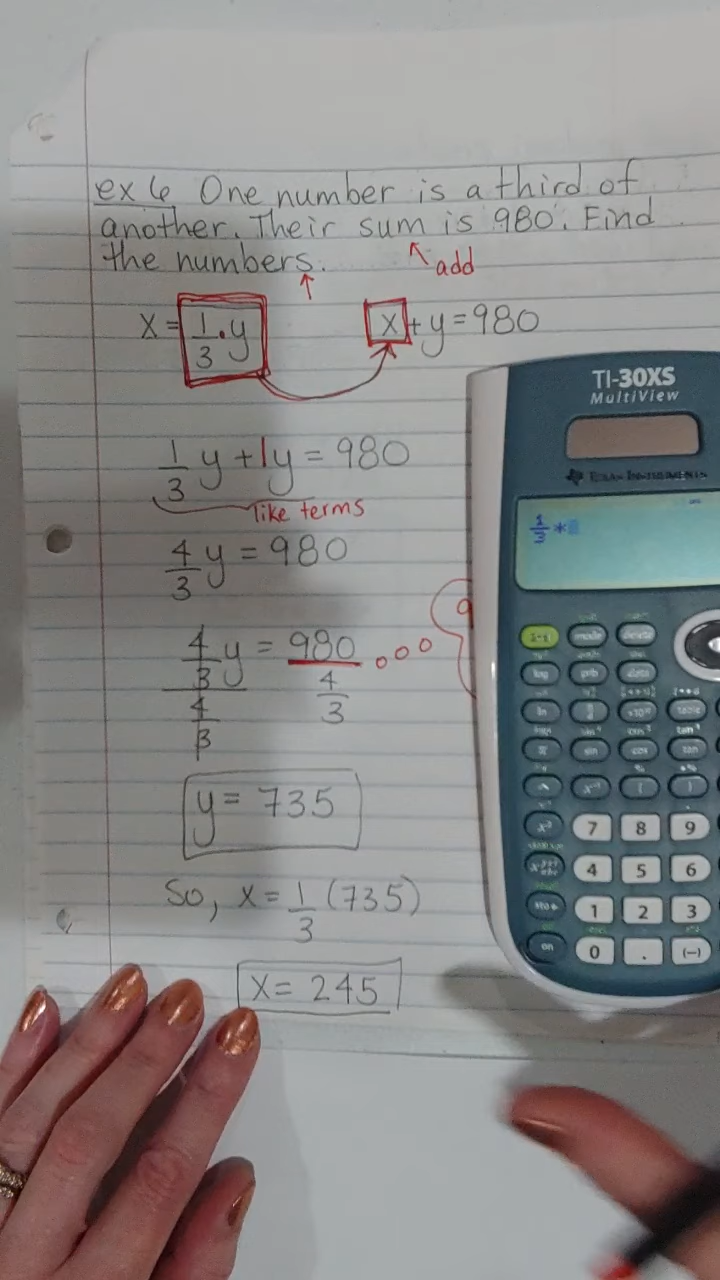 ex 6 One number is a third of
another. Their sum is 980. Find
the numbers.
add
x = 1/3 · y
x + y = 980
1/3 y + 1y = 980
like terms
4/3 y = 980
4/3 y / 4/3 = 980 / 4/3
y = 735
So, x = 1/3 (735)
x = 245
TI-30XS
MultiView
TEXAS INSTRUMENTS
1/3 *
log prb data
ln
π sin cos tan
7 8 9
4 5 6
sto 1 2 3
on 0 . (−)